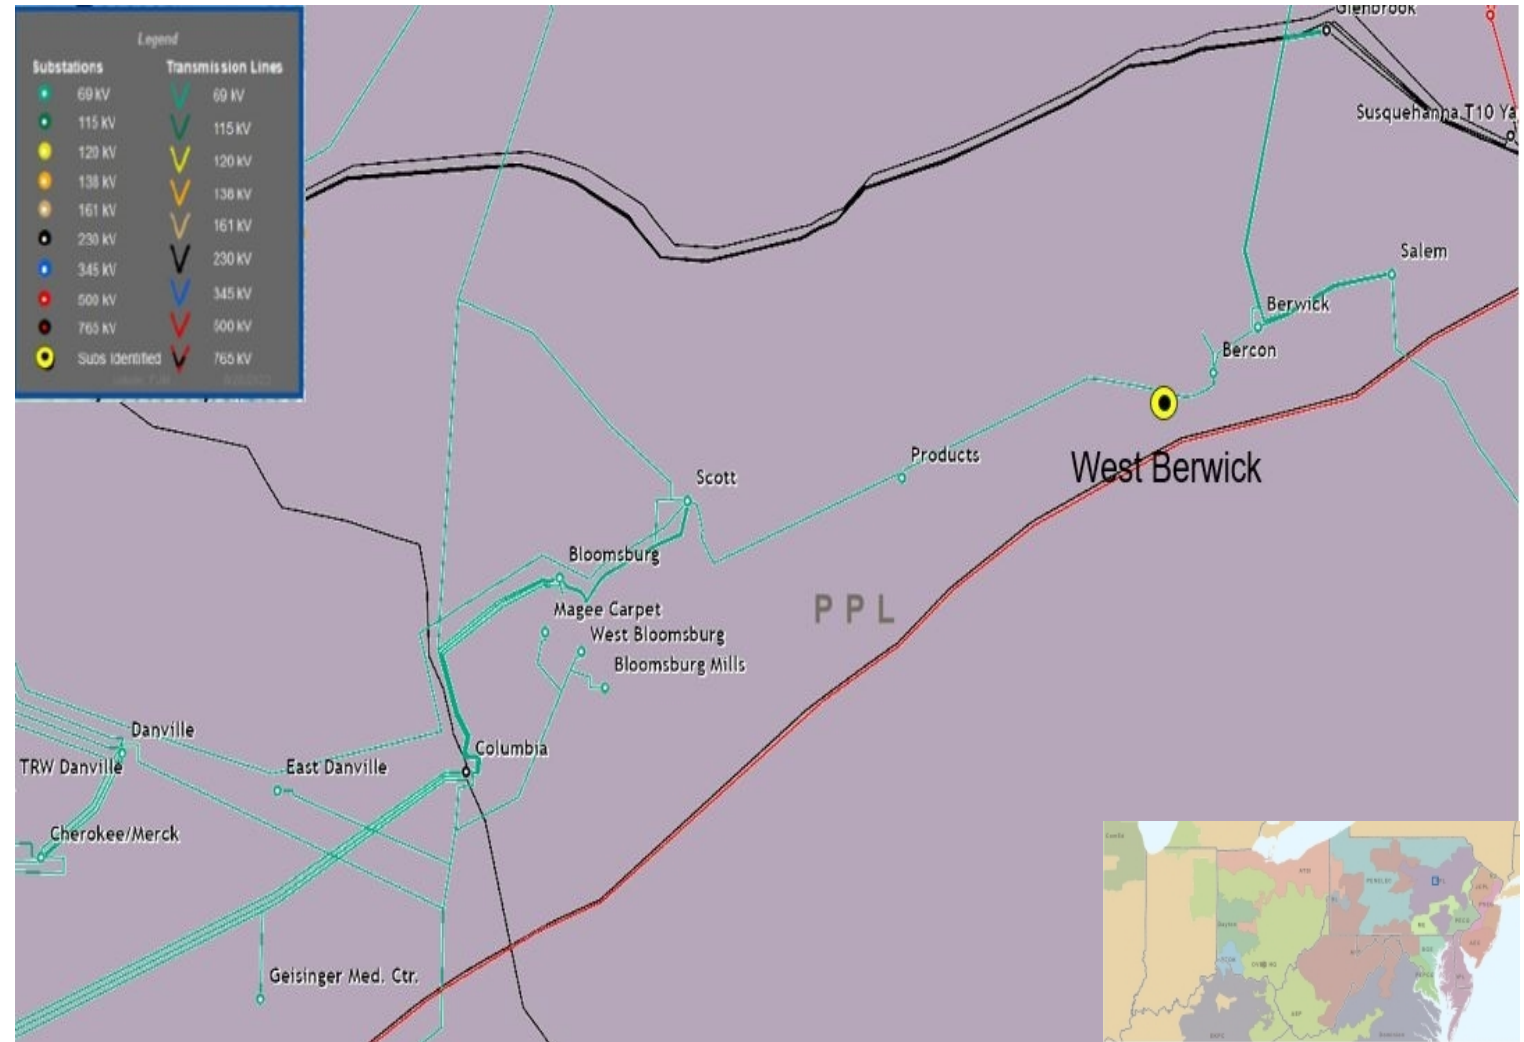 Legend
Substations
Transmission Lines
69 kV
69 kV
115 kV
115 kV
120 kV
120 kV
138 kV
138 kV
161 kV
161 kV
230 kV
230 kV
345 kV
345 kV
500 kV
500 kV
765 kV
765 kV
Subs Identified
Glenbrook
Susquehanna T10 Ya
Salem
Berwick
Bercon
West Berwick
Products
Scott
Bloomsburg
Magee Carpet
West Bloomsburg
Bloomsburg Mills
PPL
Danville
TRW Danville
East Danville
Columbia
Cherokee/Merck
Geisinger Med. Ctr.
PENELEC
Dayton